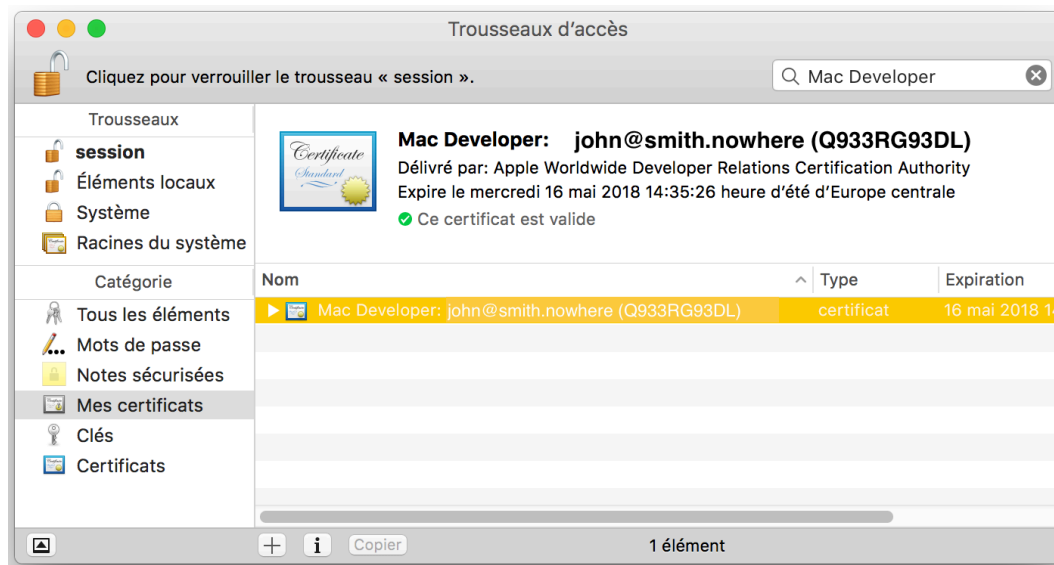 Trousseaux d'accès
Cliquez pour verrouiller le trousseau « session ».
Mac Developer
Trousseaux
session
Éléments locaux
Système
Racines du système
Catégorie
Tous les éléments
Mots de passe
Notes sécurisées
Mes certificats
Clés
Certificats
Certificate
Standard
Mac Developer: john@smith.nowhere (Q933RG93DL)
Délivré par: Apple Worldwide Developer Relations Certification Authority
Expire le mercredi 16 mai 2018 14:35:26 heure d'été d'Europe centrale
Ce certificat est valide
Nom Type Expiration
Mac Developer: john@smith.nowhere (Q933RG93DL) certificat 16 mai 2018 1
Copier
1 élément